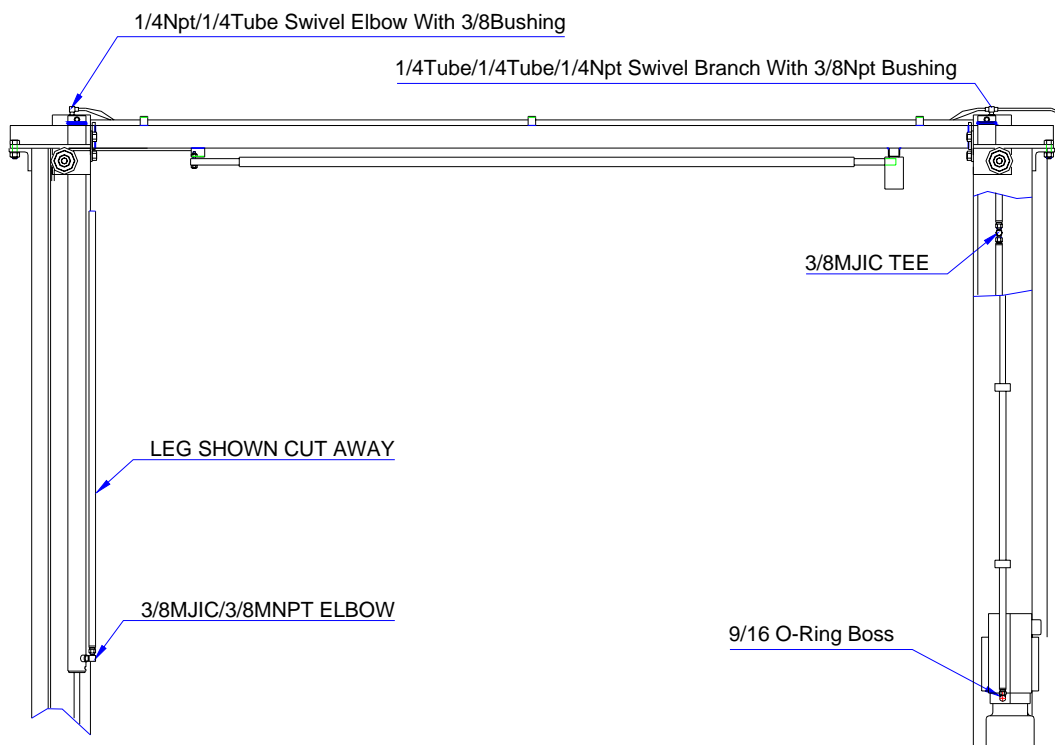 1/4Npt/1/4Tube Swivel Elbow With 3/8Bushing
1/4Tube/1/4Tube/1/4Npt Swivel Branch With 3/8Npt Bushing
3/8MJIC TEE
LEG SHOWN CUT AWAY
3/8MJIC/3/8MNPT ELBOW
9/16 O-Ring Boss